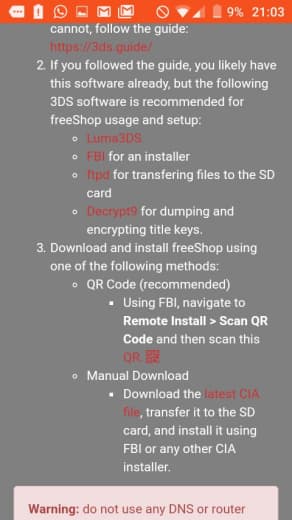 9% 21:03
cannot, follow the guide:
https://3ds.guide/
2. If you followed the guide, you likely have
this software already, but the following
3DS software is recommended for
freeShop usage and setup:
Luma3DS
FBI for an installer
ftpd for transfering files to the SD
card
Decrypt9 for dumping and
encrypting title keys.
3. Download and install freeShop using
one of the following methods:
QR Code (recommended)
Using FBI, navigate to
Remote Install > Scan QR
Code and then scan this
QR.
Manual Download
Download the latest CIA
file, transfer it to the SD
card, and install it using
FBI or any other CIA
installer.
Warning: do not use any DNS or router